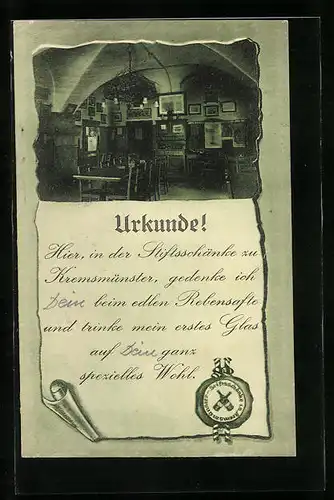 Urkunde!
Hier, in der Stiftsschänke zu
Kremsmünster, gedenke ich
Dein beim edlen Rebensafte
und trinke mein erstes Glas
auf Dein ganz
spezielles Wohl.